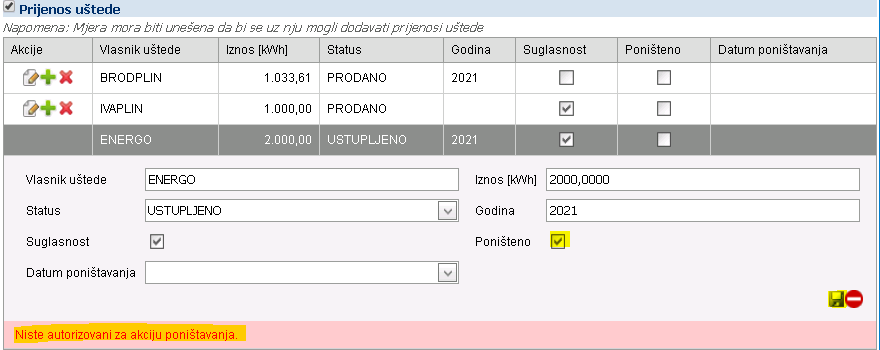 Prijenos uštede
Napomena: Mjera mora biti unešena da bi se uz nju mogli dodavati prijenosi uštede
Akcije Vlasnik uštede Iznos [kWh] Status Godina Suglasnost Poništeno Datum poništavanja
BRODPLIN 1.033,61 PRODANO 2021
IVAPLIN 1.000,00 PRODANO
ENERGO 2.000,00 USTUPLJENO 2021
Vlasnik uštede ENERGO Iznos [kWh] 2000,0000
Status USTUPLJENO Godina 2021
Suglasnost Poništeno
Datum poništavanja
Niste autorizovani za akciju poništavanja.